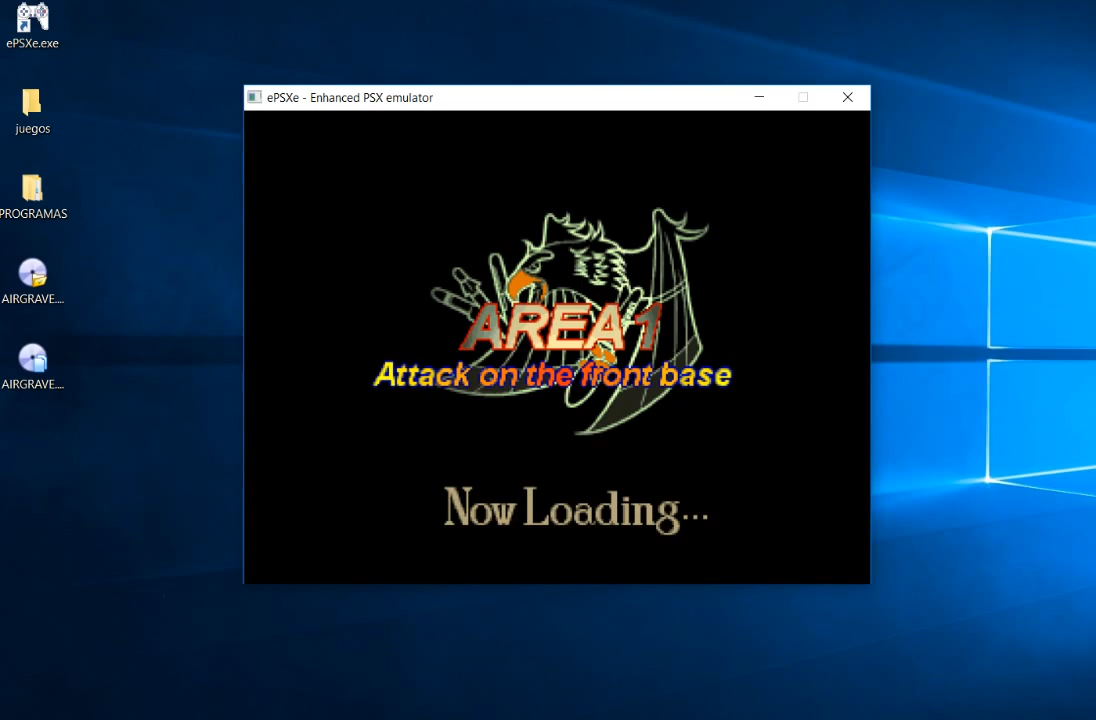 ePSXe.exe
juegos
PROGRAMAS
AIRGRAVE....
AIRGRAVE....
ePSXe - Enhanced PSX emulator
AREA1
Attack on the front base
Now Loading...